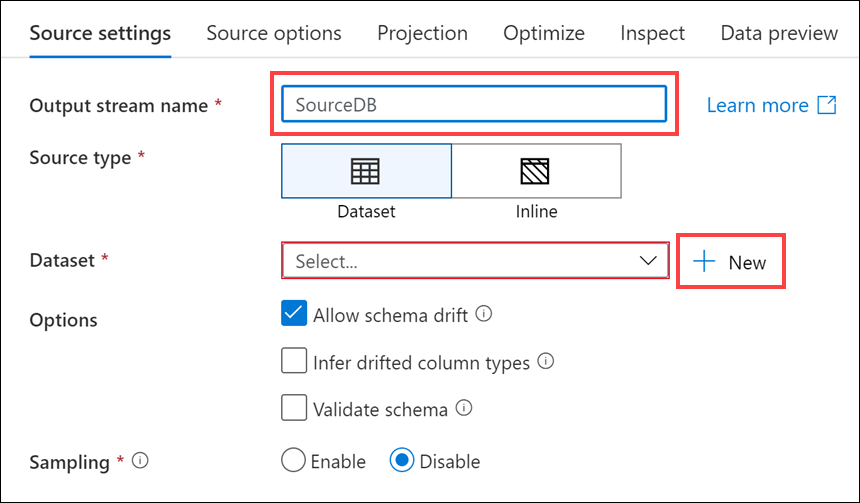 Source settings Source options Projection Optimize Inspect Data preview
Output stream name * SourceDB Learn more
Source type *
Dataset Inline
Dataset * Select... + New
Options Allow schema drift
Infer drifted column types
Validate schema
Sampling * Enable Disable